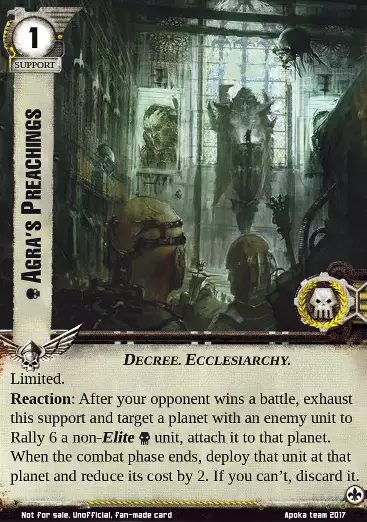 1
SUPPORT
AGRA'S PREACHINGS
DECREE. ECCLESIARCHY.
Limited.
Reaction: After your opponent wins a battle, exhaust
this support and target a planet with an enemy unit to
Rally 6 a non-Elite unit, attach it to that planet.
When the combat phase ends, deploy that unit at that
planet and reduce its cost by 2. If you can't, discard it.
Not for sale. Unofficial, fan-made card
Apoka team 2017